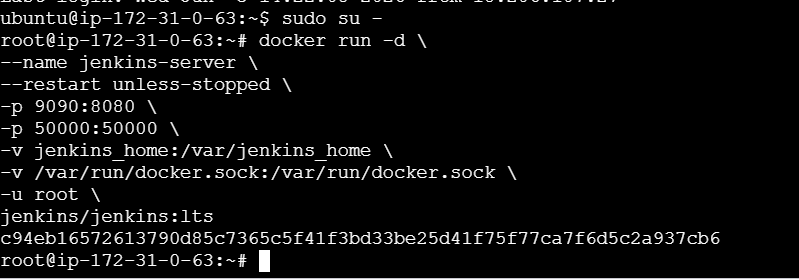 ubuntu@ip-172-31-0-63:~$ sudo su -
root@ip-172-31-0-63:~# docker run -d \
--name jenkins-server \
--restart unless-stopped \
-p 9090:8080 \
-p 50000:50000 \
-v jenkins_home:/var/jenkins_home \
-v /var/run/docker.sock:/var/run/docker.sock \
-u root \
jenkins/jenkins:lts
c94eb16572613790d85c7365c5f41f3bd33be25d41f75f77ca7f6d5c2a937cb6
root@ip-172-31-0-63:~#